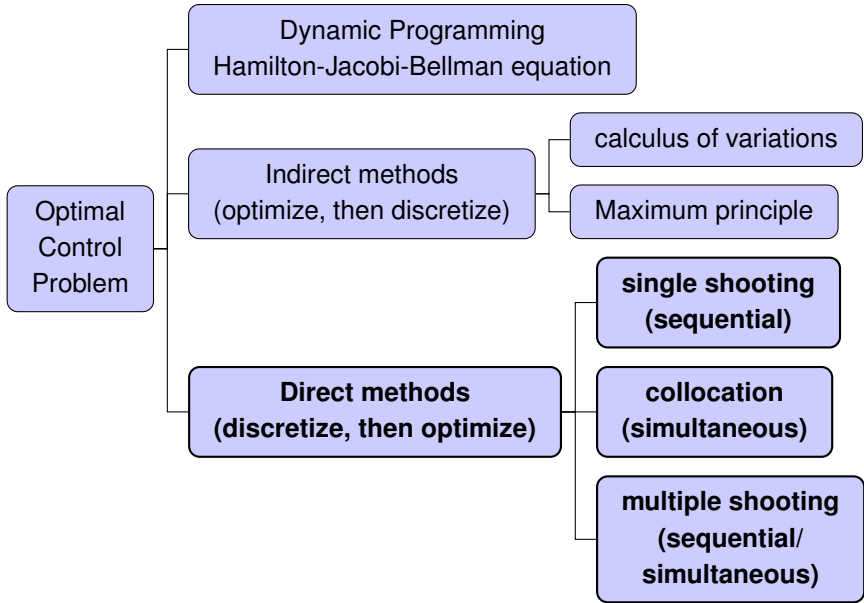 Dynamic Programming
Hamilton-Jacobi-Bellman equation
calculus of variations
Indirect methods
(optimize, then discretize)
Maximum principle
Optimal
Control
Problem
single shooting
(sequential)
Direct methods
(discretize, then optimize)
collocation
(simultaneous)
multiple shooting
(sequential/
simultaneous)